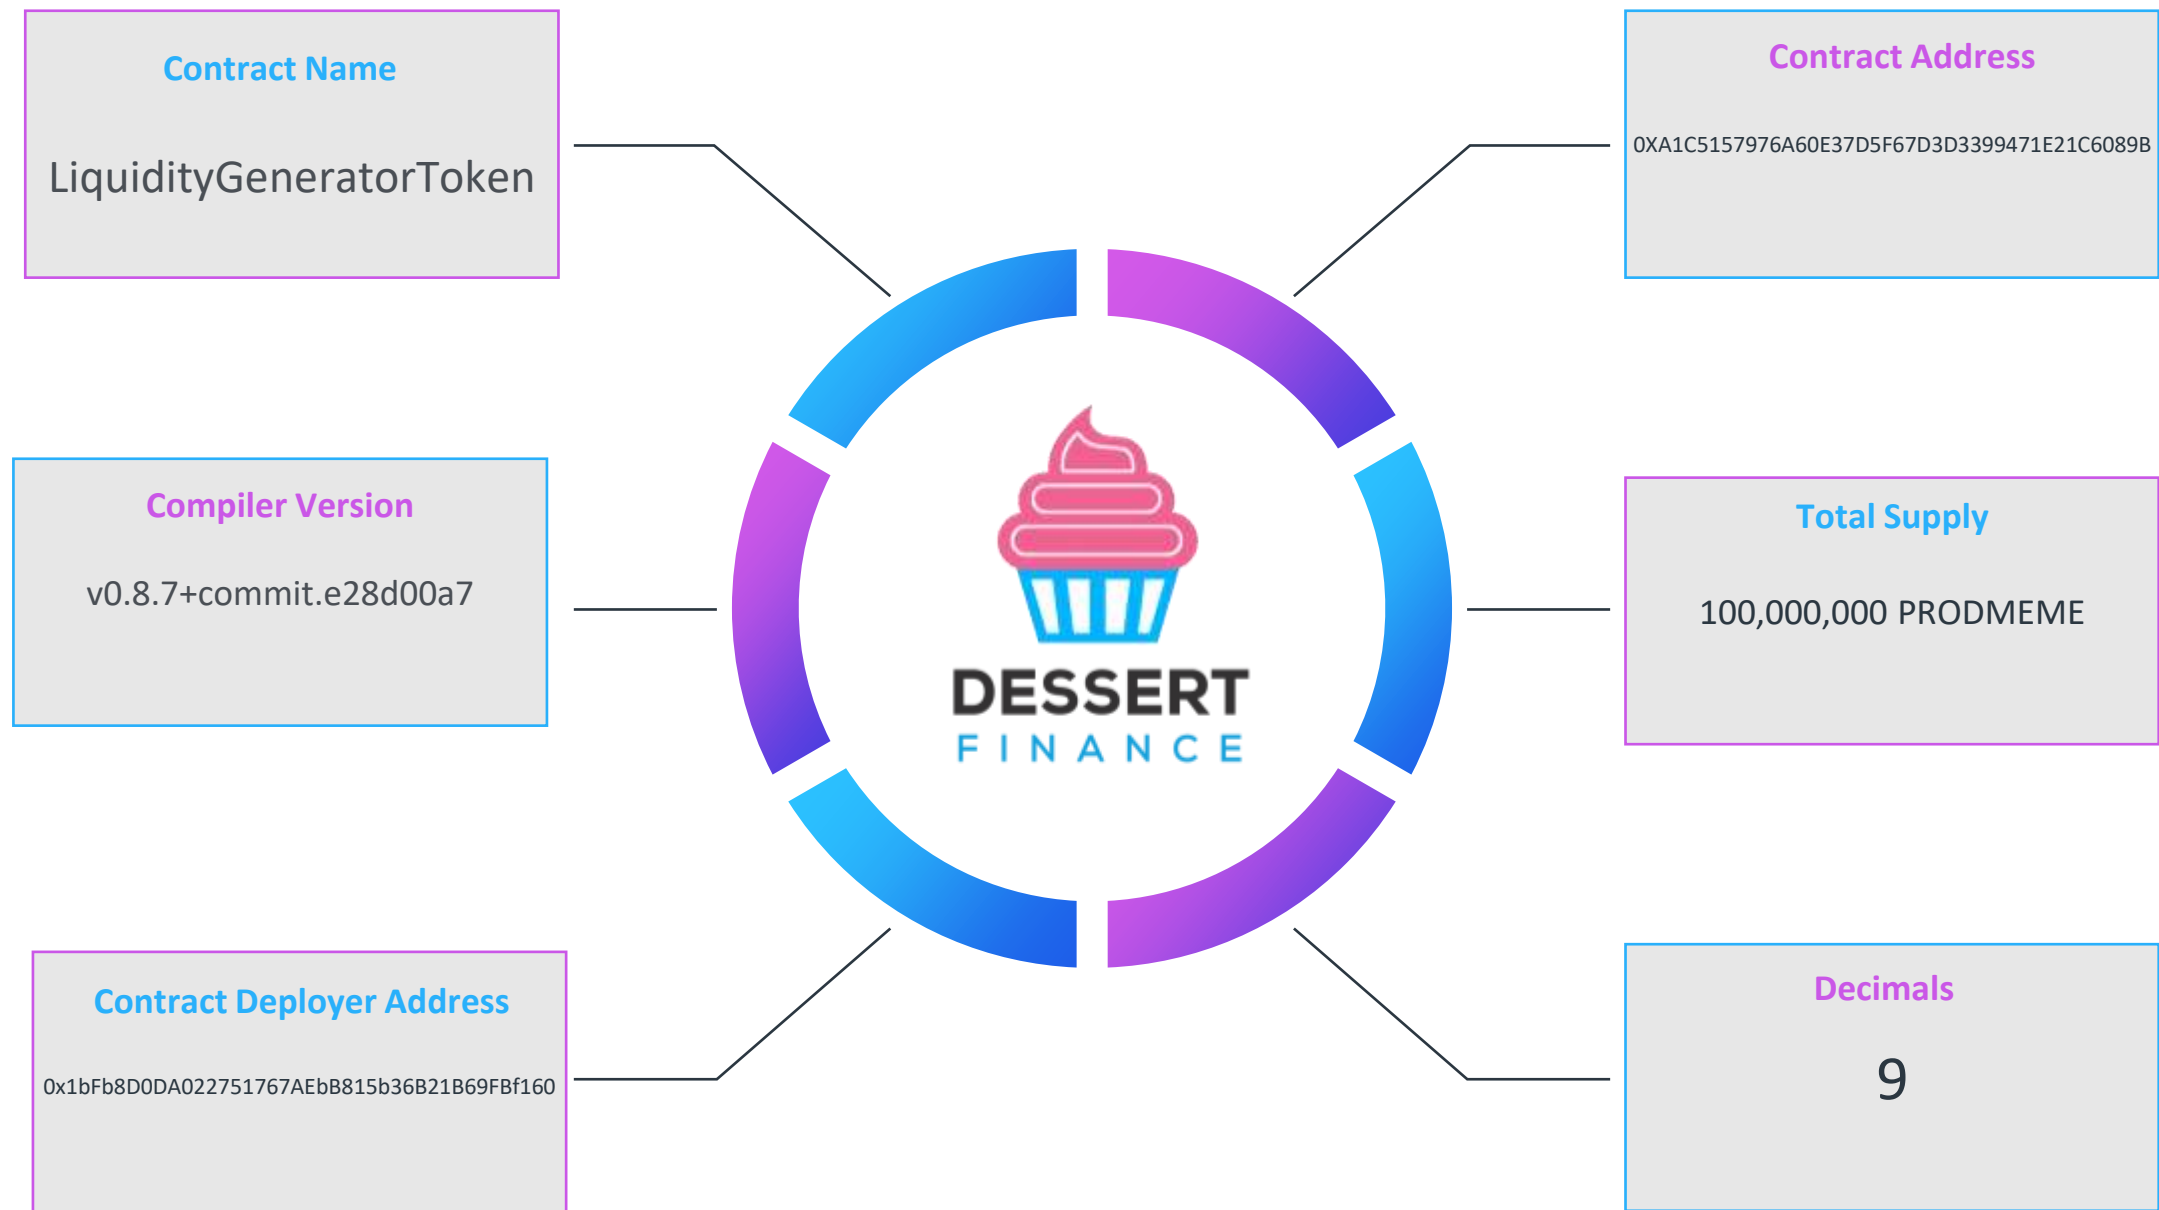 Contract Name
LiquidityGeneratorToken
Contract Address
0XA1C5157976A60E37D5F67D3D3399471E21C6089B
Compiler Version
v0.8.7+commit.e28d00a7
Total Supply
100,000,000 PRODMEME
DESSERT
FINANCE
Contract Deployer Address
0x1bFb8D0DA022751767AEbB815b36B21B69FBf160
Decimals
9